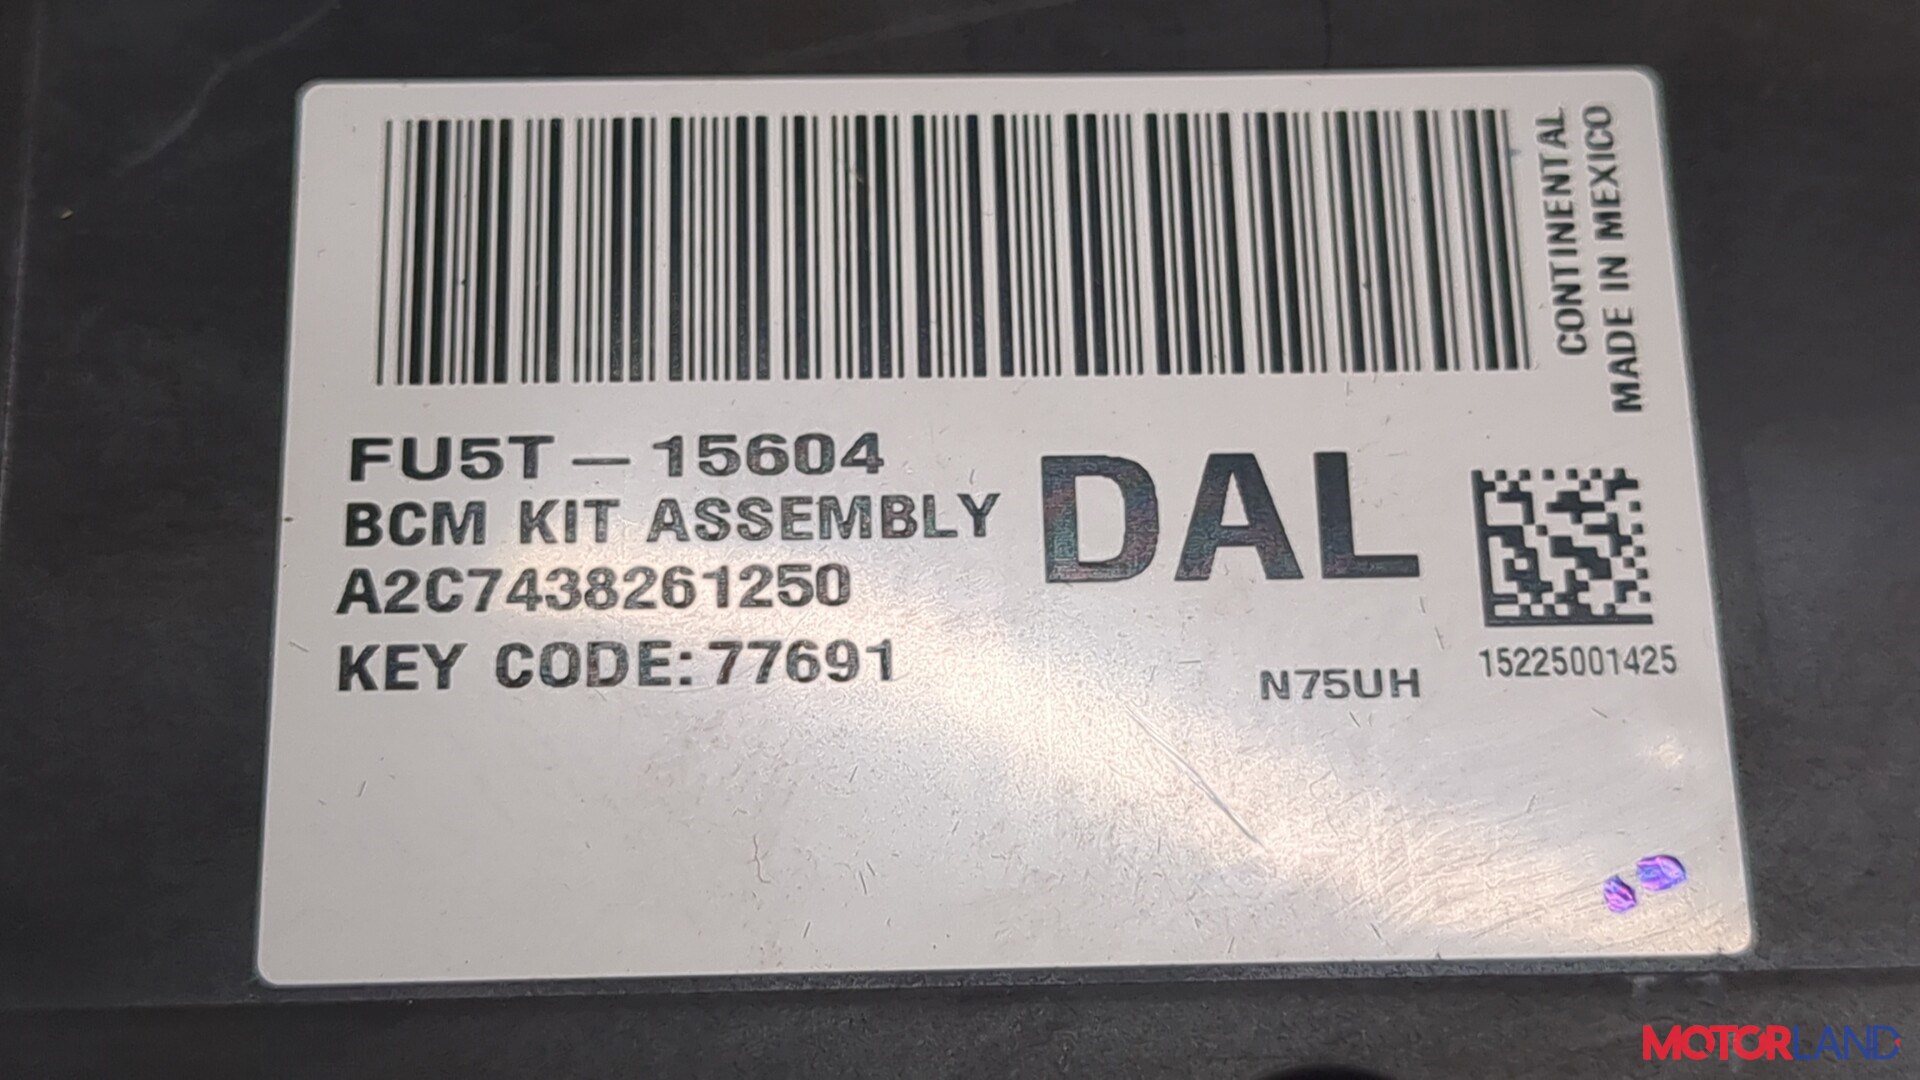 CONTINENTAL
MADE IN MEXICO
FU5T — 15604
BCM KIT ASSEMBLY
A2C7438261250
KEY CODE: 77691
DAL
N75UH
15225001425
MOTORLAND